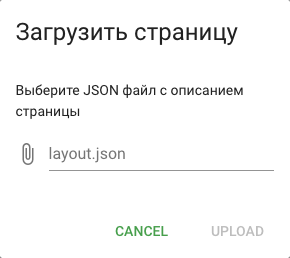 Загрузить страницу
Выберите JSON файл с описанием
страницы
layout.json
CANCEL UPLOAD